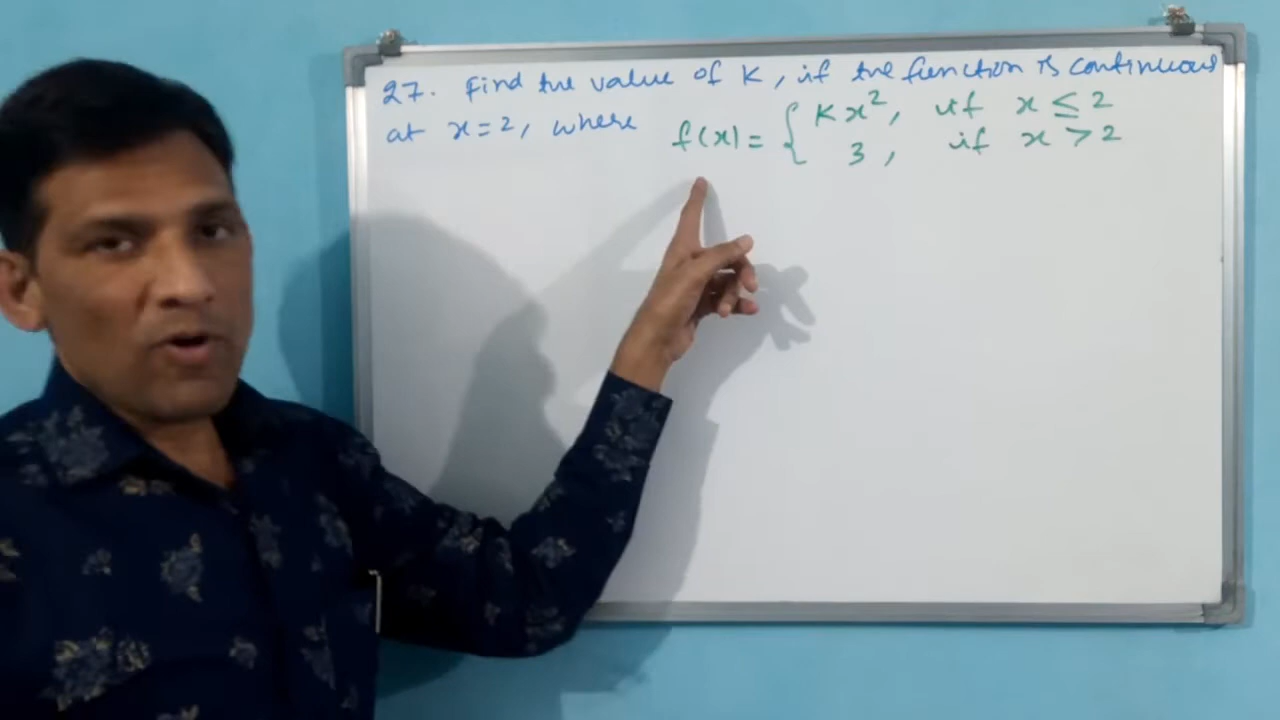 27. Find the value of K, if the function is continuous
at x=2, where f(x) = { Kx², if x ≤ 2
3, if x > 2